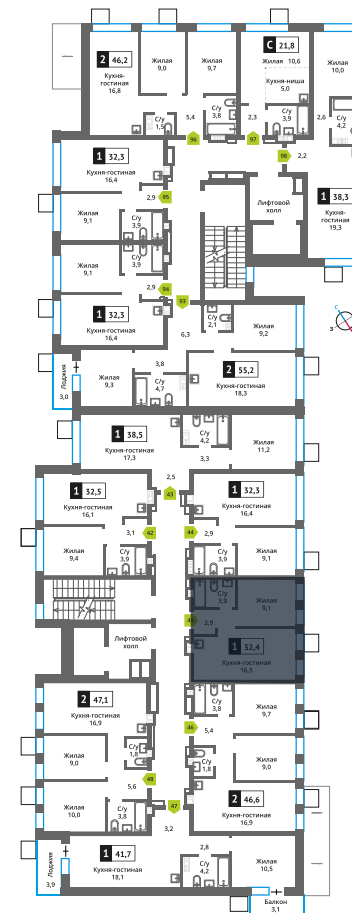 2 46,2
Кухня-
гостиная
16,8
Жилая
9,0
Жилая
9,7
С 21,8
Жилая 10,6
Кухня-ниша
5,0
Жилая
10,0
С/у
1,5
5,4
С/у
3,8
2,3
С/у
3,9
2,6
С/у
4,2
96
97
98
2,2
1 32,3
Кухня-гостиная
16,4
2,9
95
Жилая
9,1
С/у
3,9
Лифтовой
холл
1 38,3
Кухня-
гостиная
19,3
Жилая
9,1
С/у
3,9
2,9
94
93
1 32,3
Кухня-гостиная
16,4
6,3
С/у
2,1
Жилая
9,2
С
З
Лоджия
3,0
Жилая
9,3
3,8
С/у
4,7
2 55,2
Кухня-гостиная
18,3
1 38,5
Кухня-гостиная
17,3
С/у
4,2
3,3
Жилая
11,2
2,5
43
1 32,5
Кухня-гостиная
16,1
1 32,3
Кухня-гостиная
16,4
3,1
42
44
2,9
Жилая
9,4
С/у
3,9
С/у
3,9
Жилая
9,1
С/у
3,9
Жилая
9,1
2,9
45
1 32,4
Кухня-гостиная
16,5
Лифтовой
холл
2 47,1
Кухня-гостиная
16,9
С/у
3,8
Жилая
9,7
46
5,4
Жилая
9,0
С/у
1,8
С/у
1,8
Жилая
9,0
48
5,6
47
Жилая
10,0
С/у
3,8
2 46,6
Кухня-гостиная
16,9
3,2
Лоджия
3,9
1 41,7
Кухня-гостиная
18,1
2,8
С/у
4,2
Жилая
10,5
Балкон
3,1